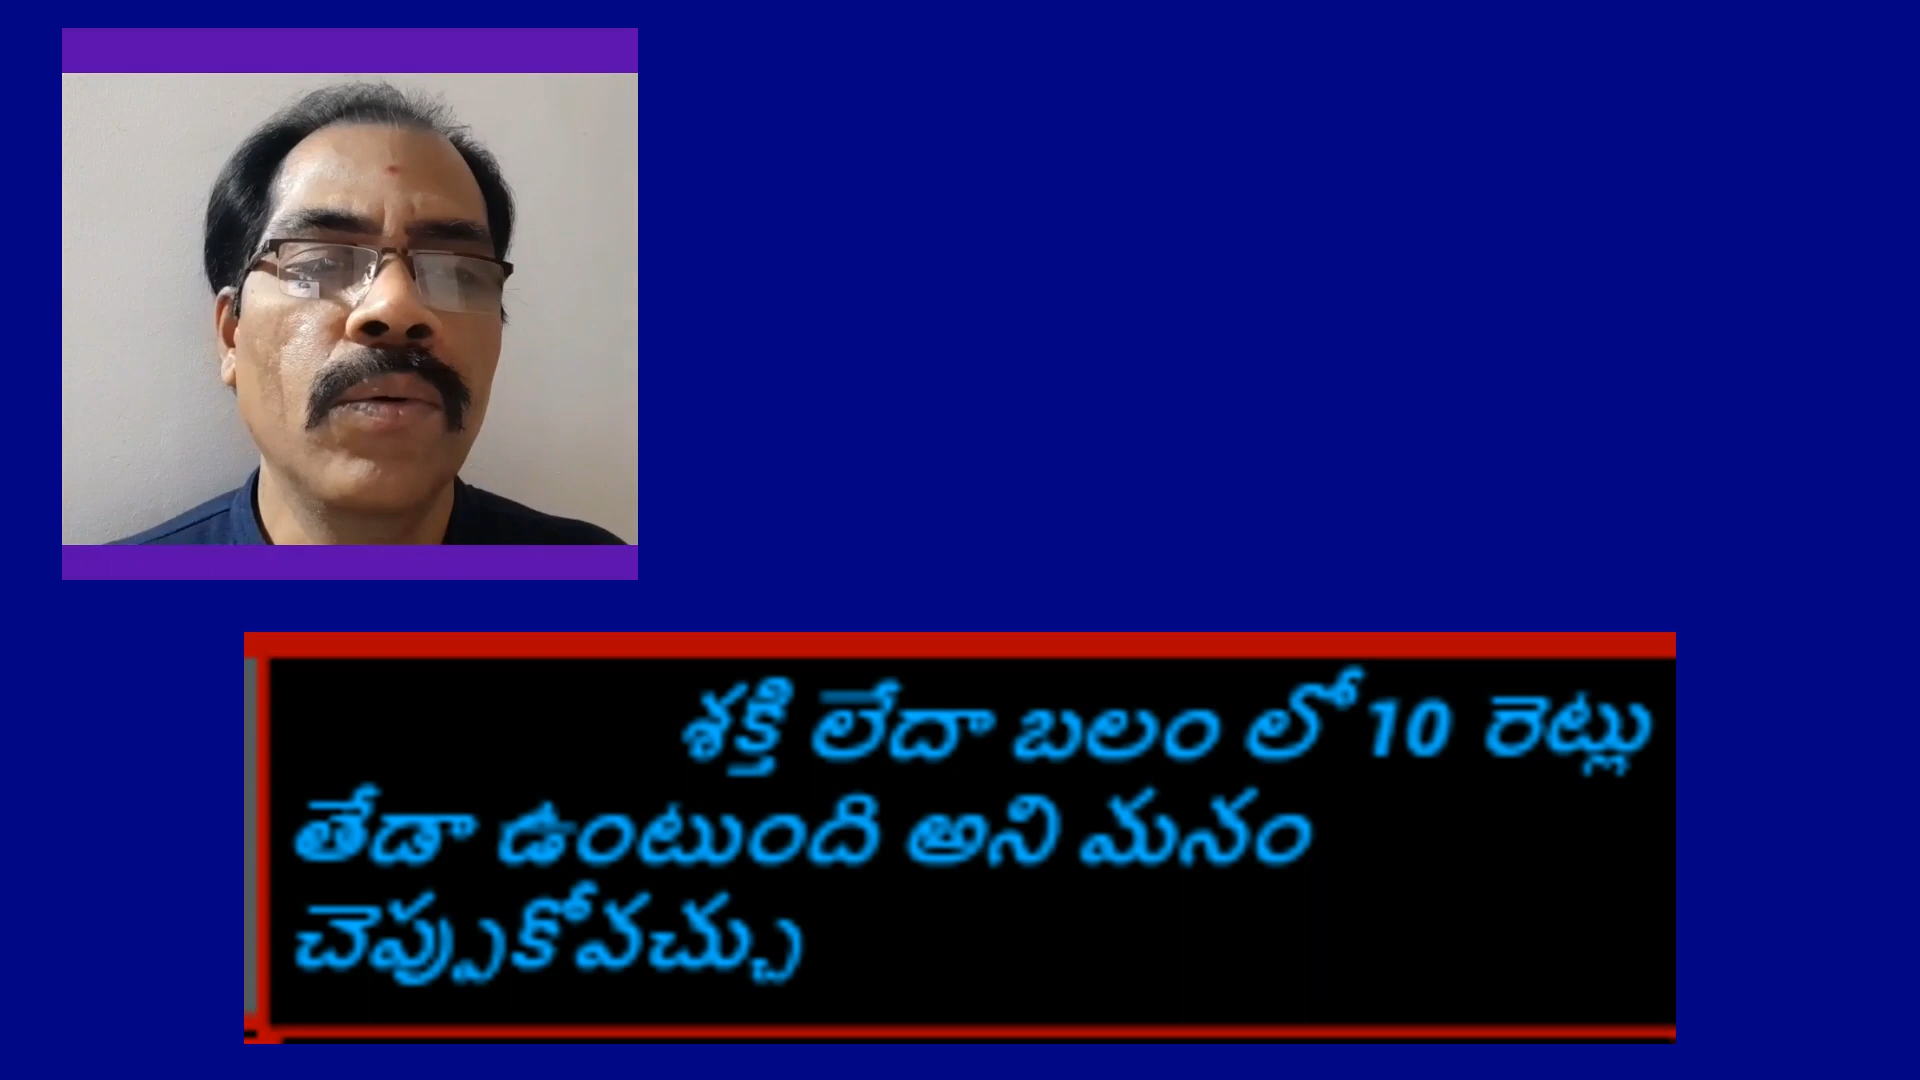 శక్తి లేదా బలం లో 10 రెట్లు
తేడా ఉంటుంది అని మనం
చెప్పుకోవచ్చు